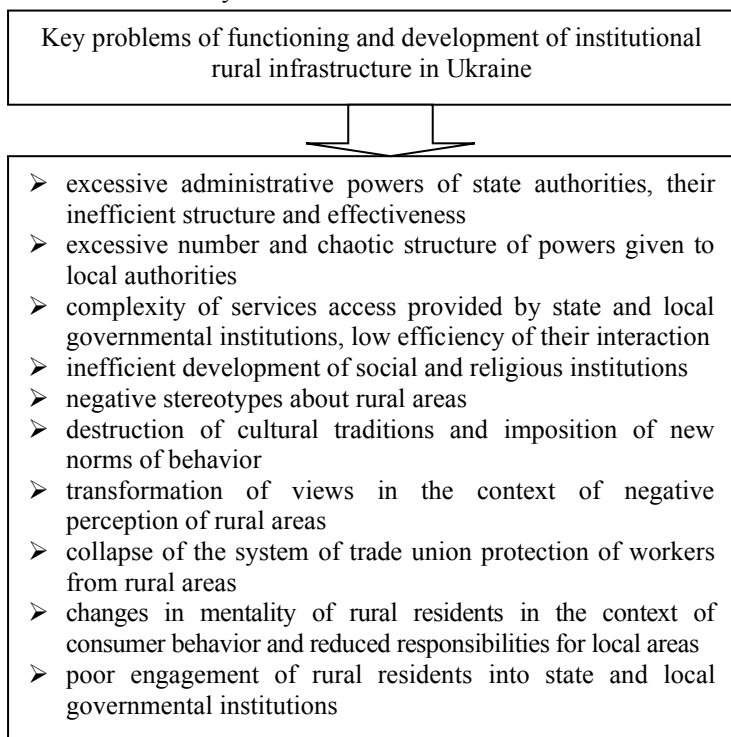 Key problems of functioning and development of institutional
rural infrastructure in Ukraine
➢ excessive administrative powers of state authorities, their
inefficient structure and effectiveness
➢ excessive number and chaotic structure of powers given to
local authorities
➢ complexity of services access provided by state and local
governmental institutions, low efficiency of their interaction
➢ inefficient development of social and religious institutions
➢ negative stereotypes about rural areas
➢ destruction of cultural traditions and imposition of new
norms of behavior
➢ transformation of views in the context of negative
perception of rural areas
➢ collapse of the system of trade union protection of workers
from rural areas
➢ changes in mentality of rural residents in the context of
consumer behavior and reduced responsibilities for local areas
➢ poor engagement of rural residents into state and local
governmental institutions